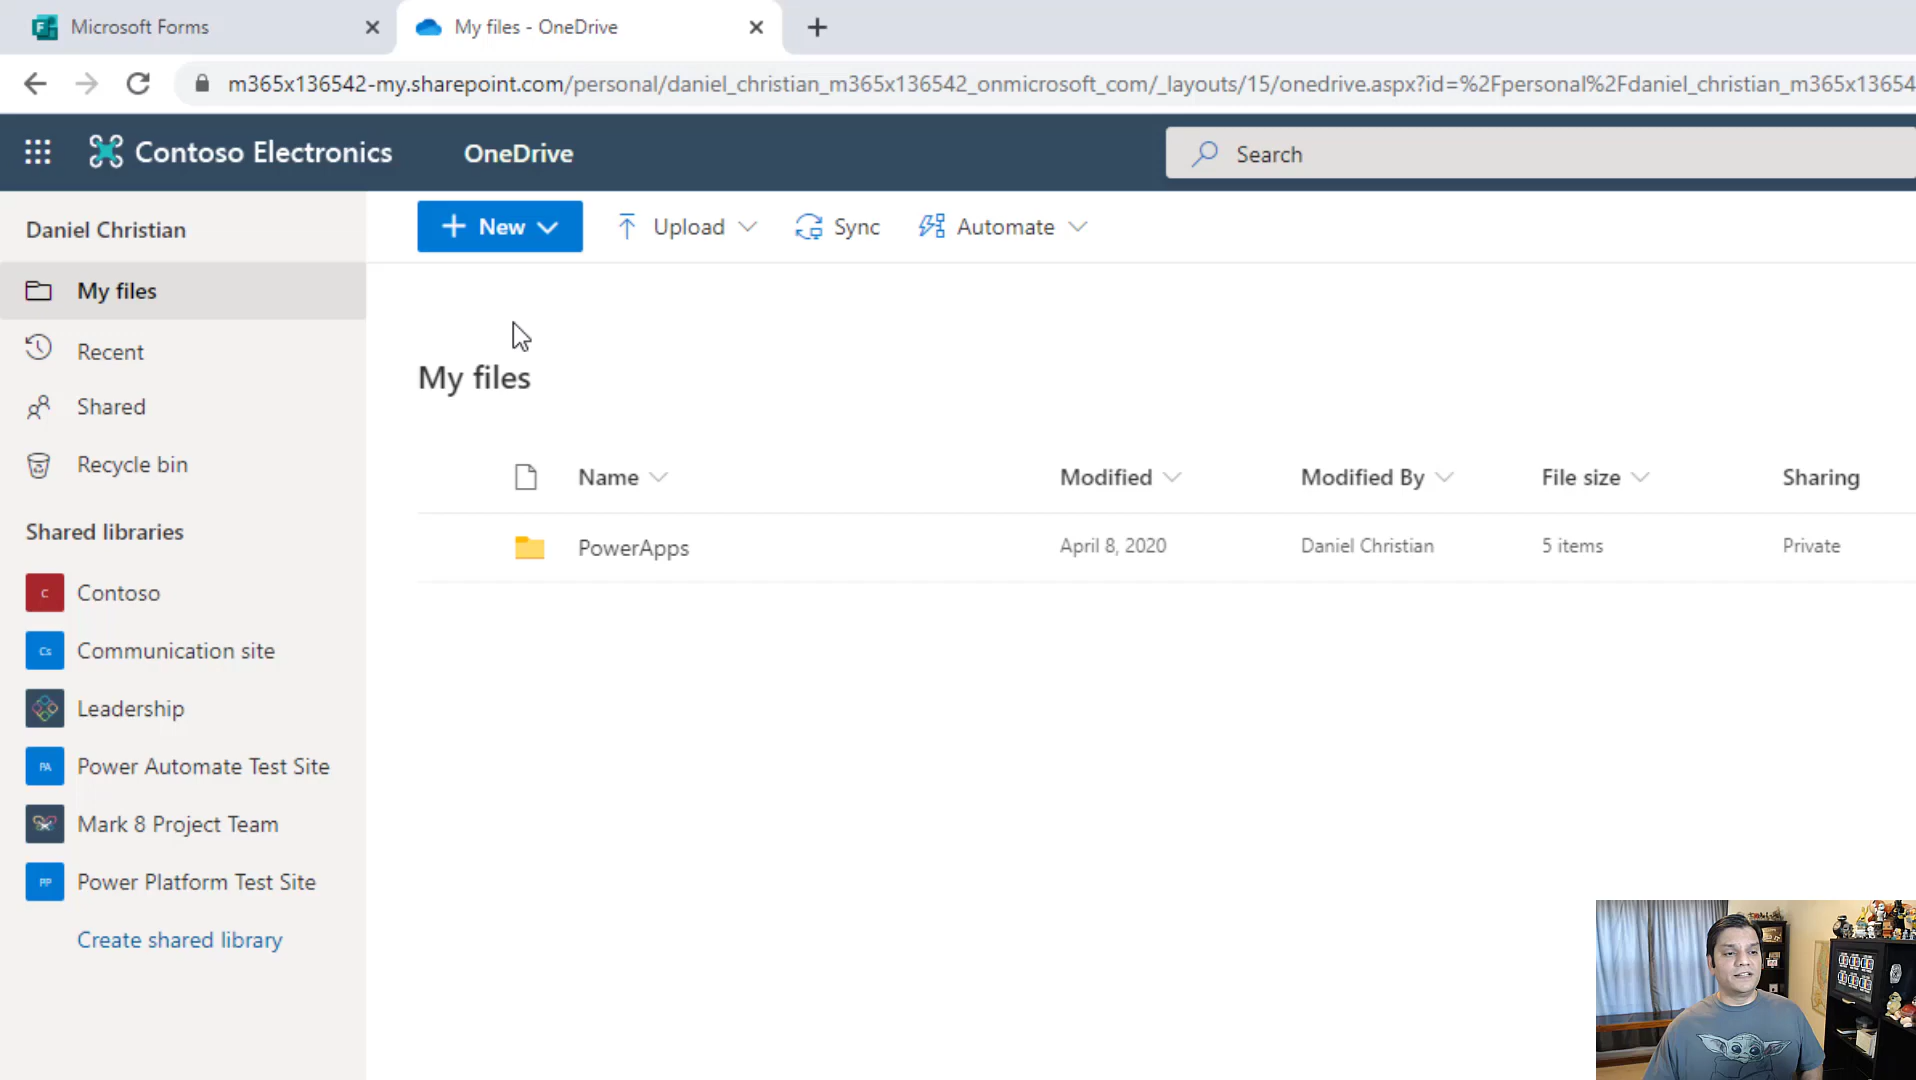 Microsoft Forms
My files - OneDrive
m365x136542-my.sharepoint.com/personal/daniel_christian_m365x136542_onmicrosoft_com/_layouts/15/onedrive.aspx?id=%2Fpersonal%2Fdaniel_christian_m365x13654
Contoso Electronics
OneDrive
Search
Daniel Christian
My files
Recent
Shared
Recycle bin
Shared libraries
C Contoso
Cs Communication site
Leadership
PA Power Automate Test Site
Mark 8 Project Team
PP Power Platform Test Site
Create shared library
New
Upload
Sync
Automate
My files
Name Modified Modified By File size Sharing
PowerApps April 8, 2020 Daniel Christian 5 items Private